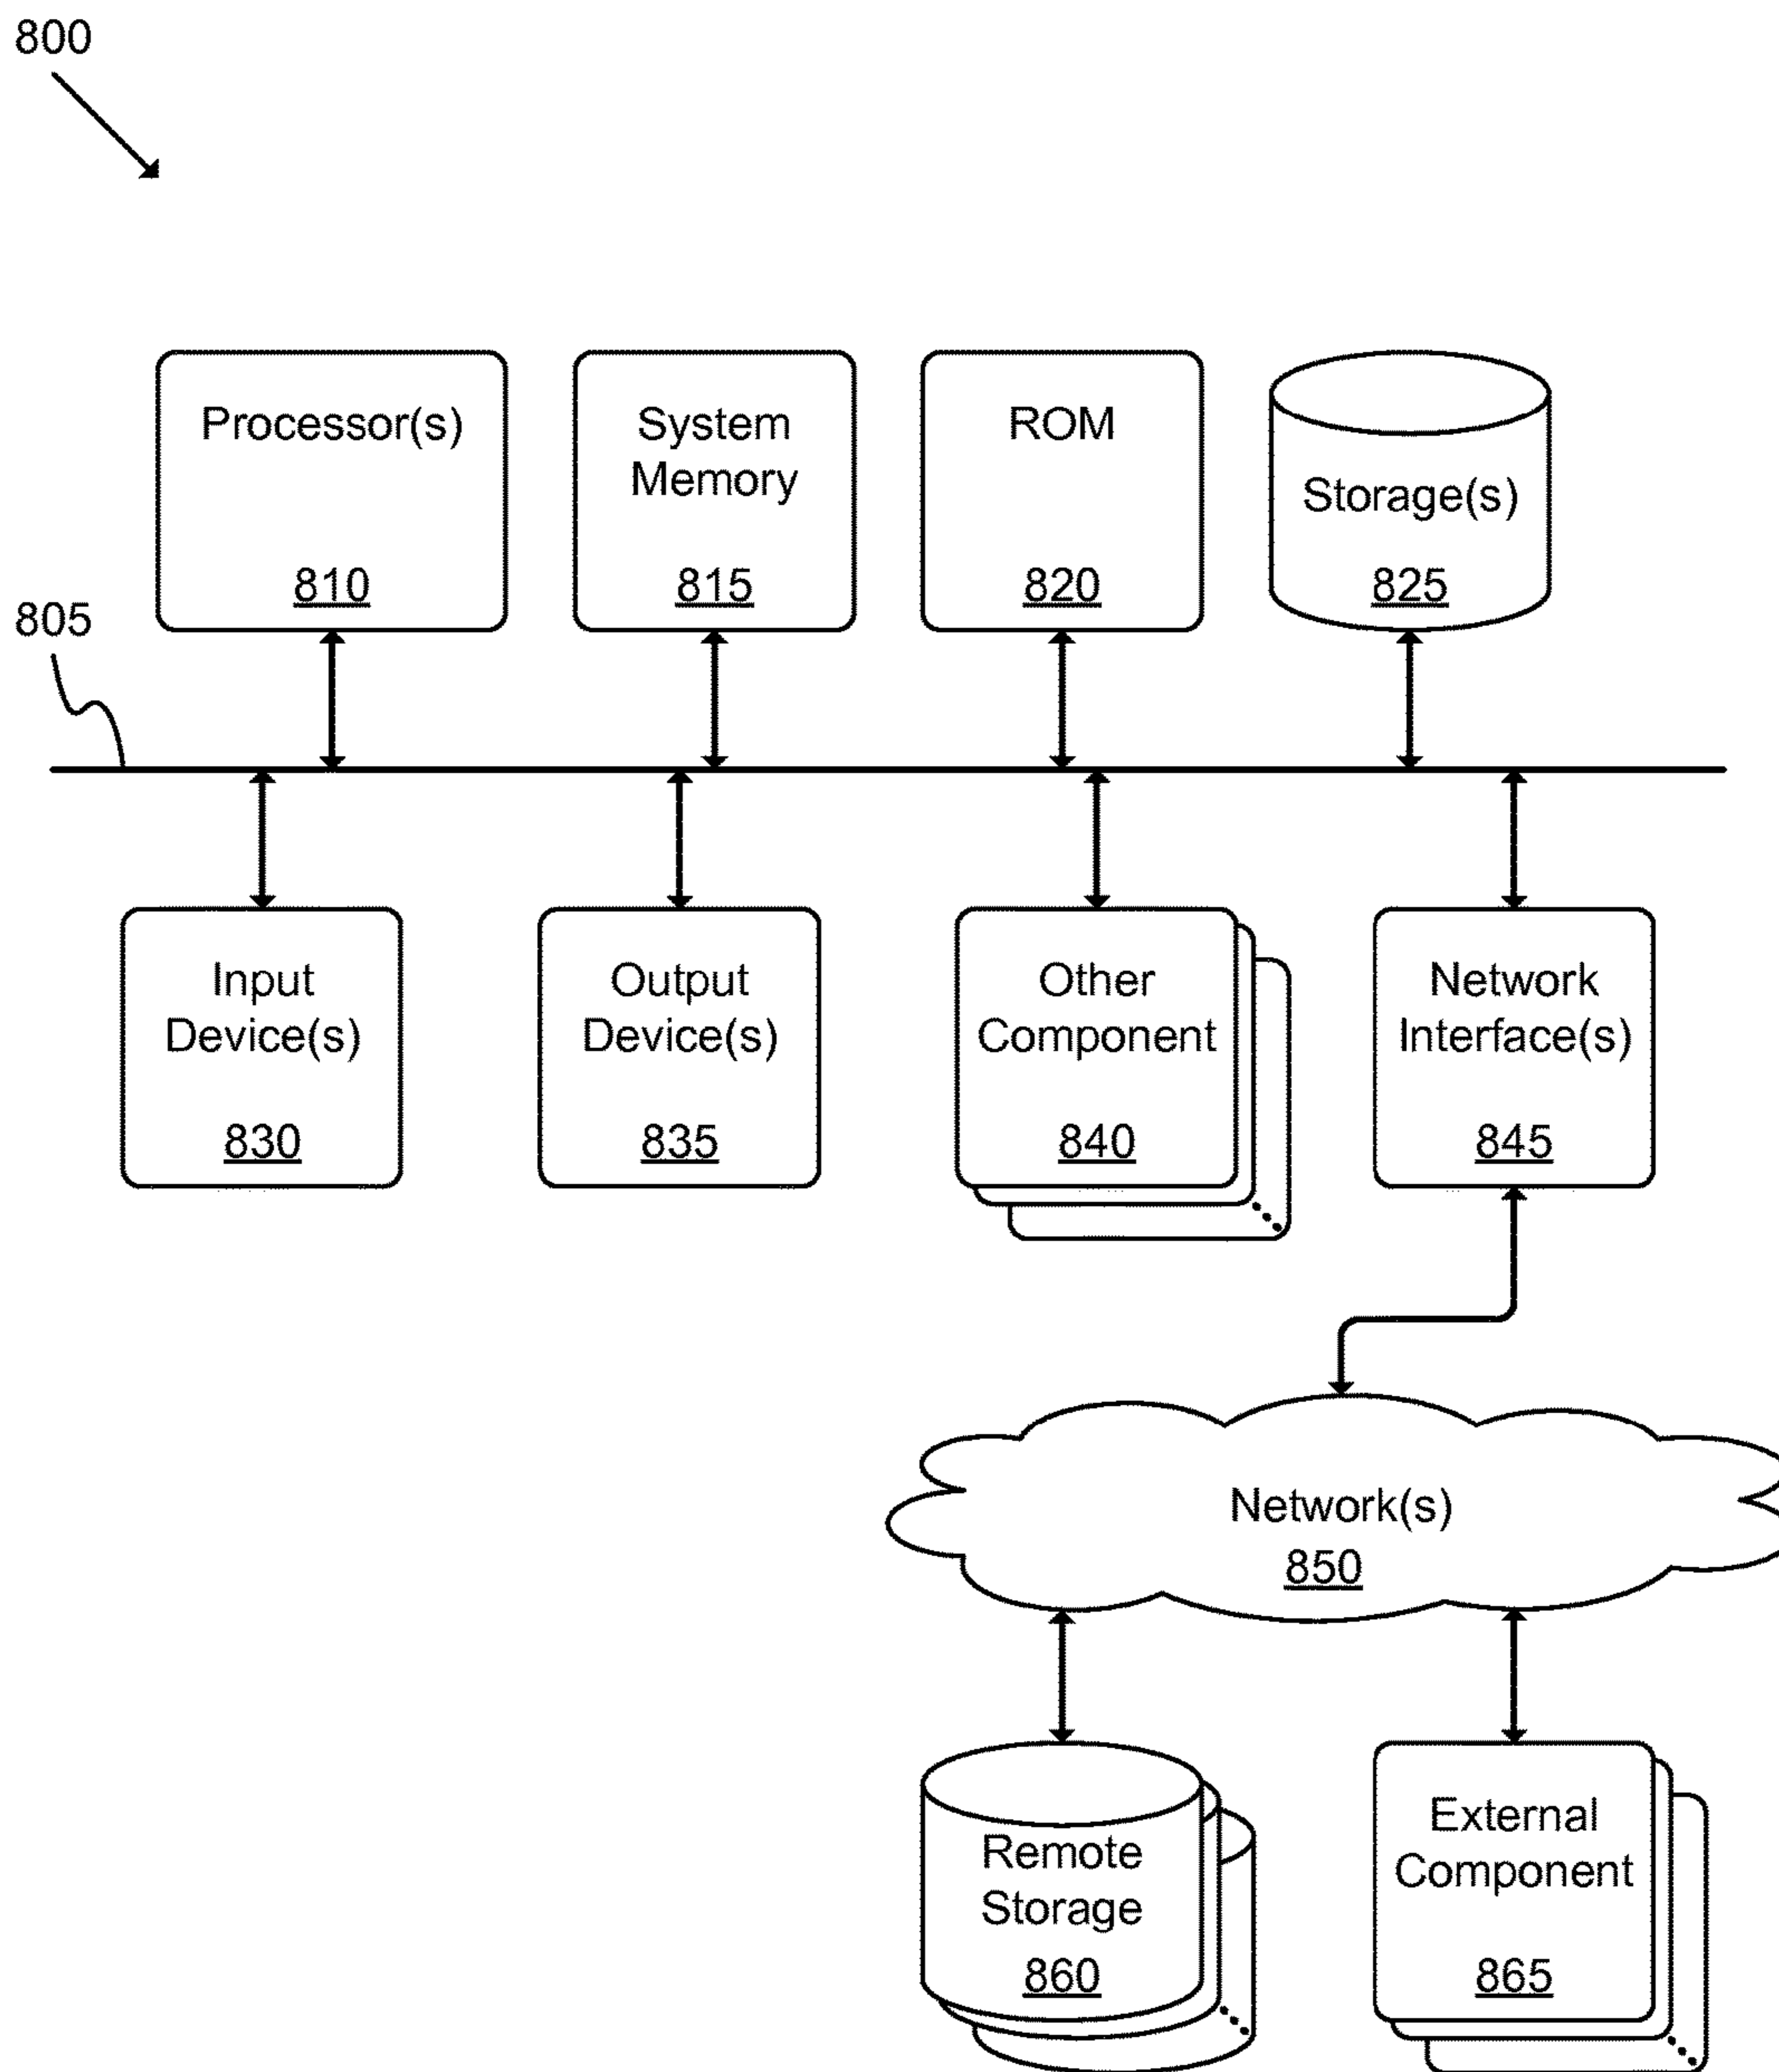 800
Processor(s)
810
System
Memory
815
ROM
820
Storage(s)
825
805
Input
Device(s)
830
Output
Device(s)
835
Other
Component
840
Network
Interface(s)
845
Network(s)
850
Remote
Storage
860
External
Component
865